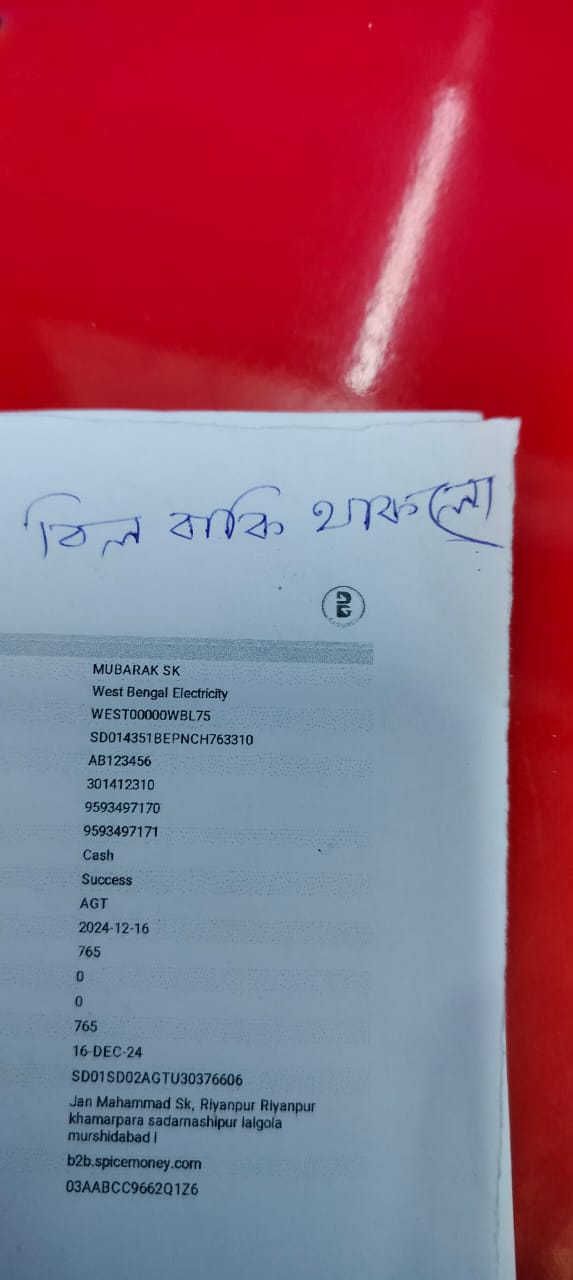 বিল বাকি থাকলো
B
MUBARAK SK
West Bengal Electricity
WEST00000WBL75
SD014351BEPNCH763310
AB123456
301412310
9593497170
9593497171
Cash
Success
AGT
2024-12-16
765
0
0
765
16-DEC-24
SD01SD02AGTU30376606
Jan Mahammad Sk, Riyanpur Riyanpur
khamarpara sadarnashipur lalgola
murshidabad i
b2b.spicemoney.com
03AABCC9662Q1Z6